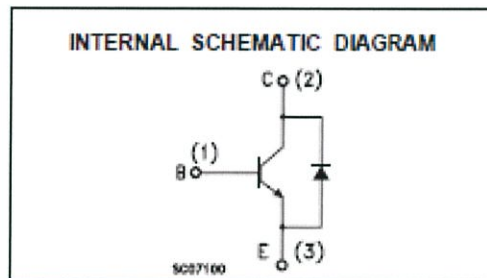 INTERNAL SCHEMATIC DIAGRAM
C (2)
(1)
B
E (3)
SC07100